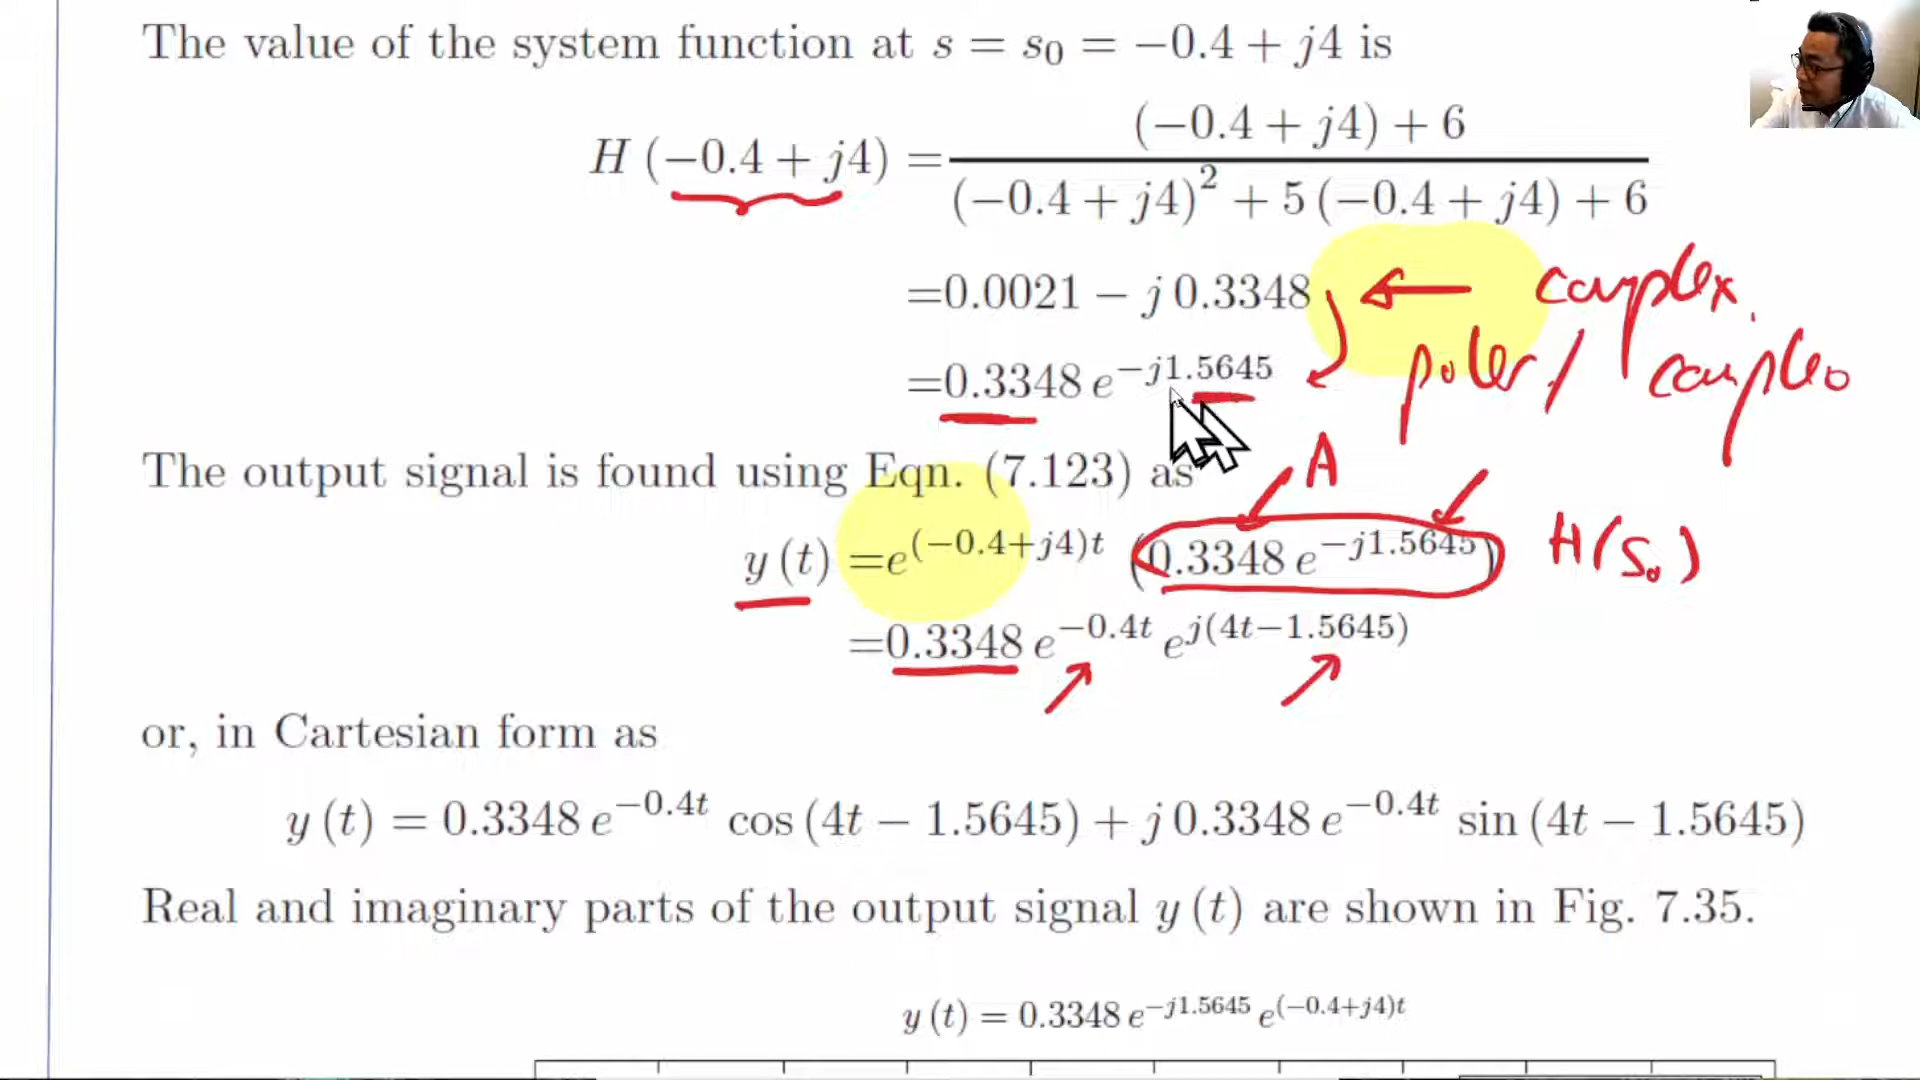 The value of the system function at s = s₀ = −0.4 + j4 is
H (−0.4 + j4) = ((−0.4 + j4) + 6) / ((−0.4 + j4)² + 5 (−0.4 + j4) + 6)
=0.0021 − j 0.3348 ← complex.
=0.3348 e^{−j1.5645} poler/
The output signal is found using Eqn. (7.123) as A
y (t) =e^{(−0.4+j4)t} (0.3348 e^{−j1.5645}) H(S₀)
=0.3348 e^{−0.4t} e^{j(4t−1.5645)}
or, in Cartesian form as
y (t) = 0.3348 e^{−0.4t} cos (4t − 1.5645) + j 0.3348 e^{−0.4t} sin (4t − 1.5645)
Real and imaginary parts of the output signal y (t) are shown in Fig. 7.35.
y (t) = 0.3348 e^{−j1.5645} e^{(−0.4+j4)t}